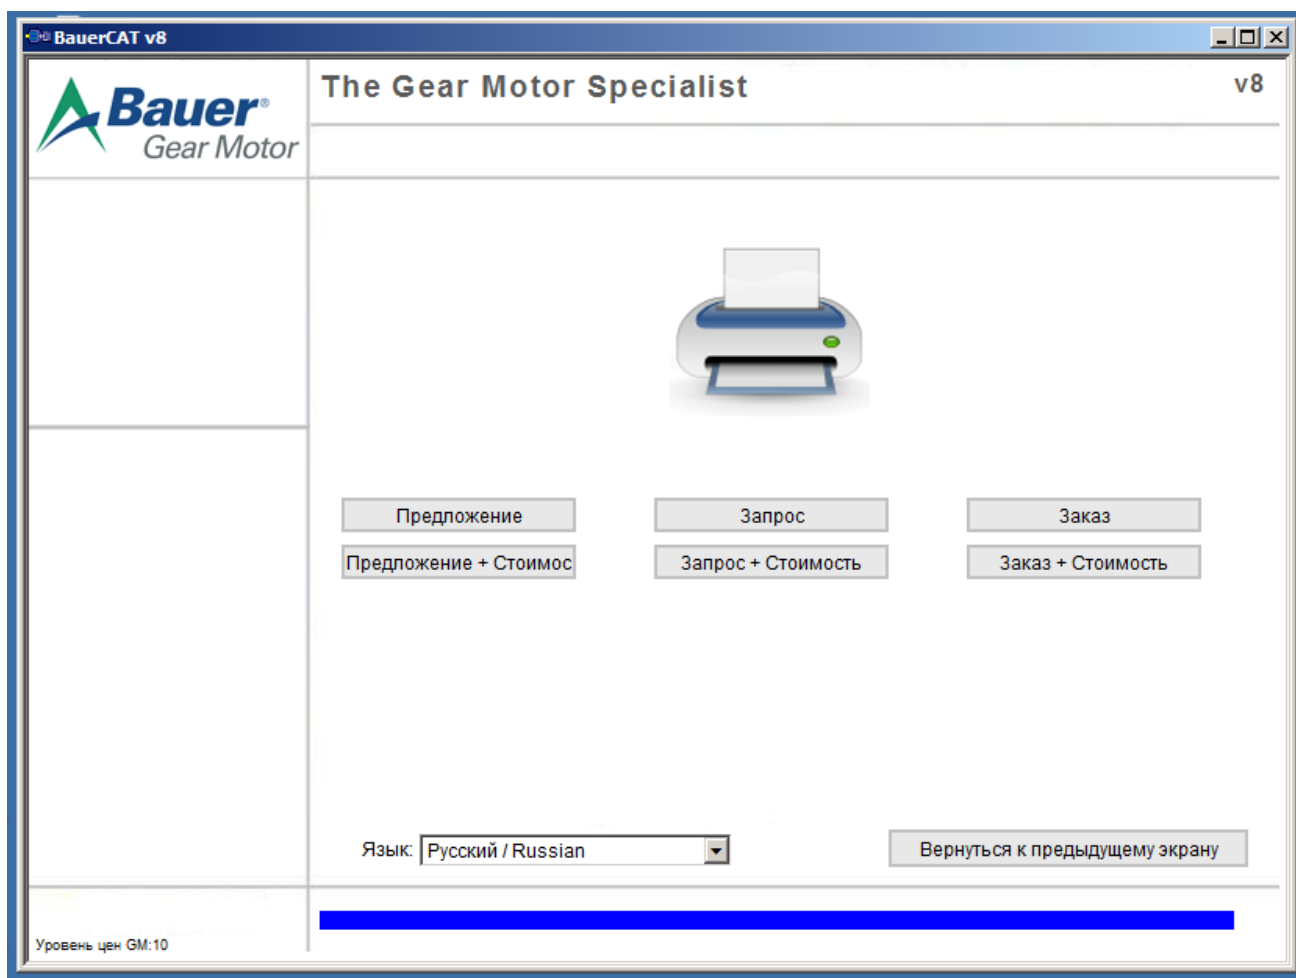 BauerCAT v8
Bauer®
Gear Motor
The Gear Motor Specialist
v8
Предложение
Запрос
Заказ
Предложение + Стоимос
Запрос + Стоимость
Заказ + Стоимость
Язык:
Русский / Russian
Вернуться к предыдущему экрану
Уровень цен GM:10